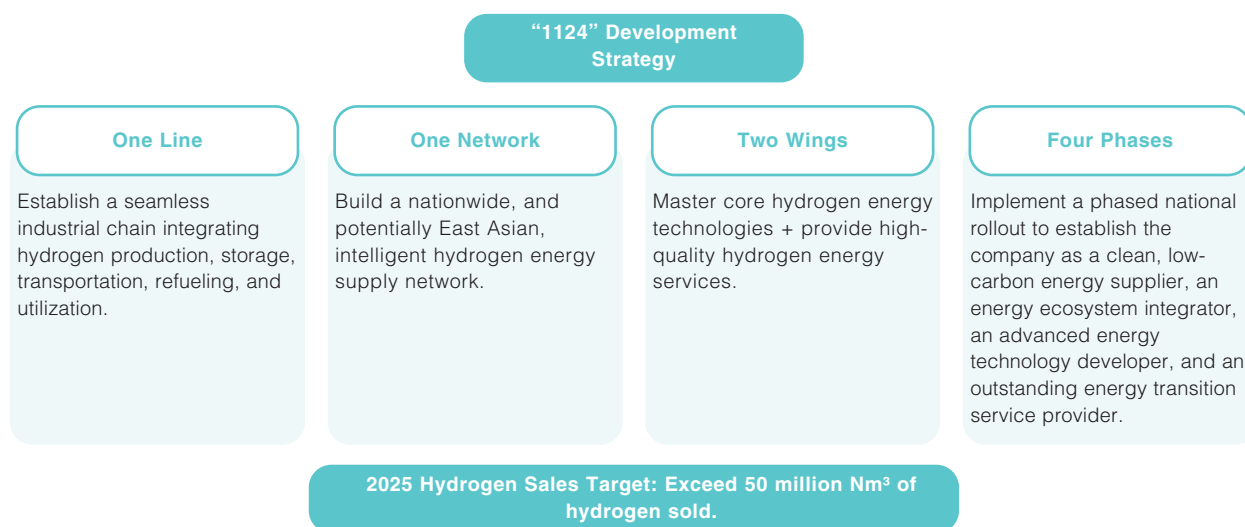 “1124” Development
Strategy
One Line
Establish a seamless
industrial chain integrating
hydrogen production, storage,
transportation, refueling, and
utilization.
One Network
Build a nationwide, and
potentially East Asian,
intelligent hydrogen energy
supply network.
Two Wings
Master core hydrogen energy
technologies + provide high-
quality hydrogen energy
services.
Four Phases
Implement a phased national
rollout to establish the
company as a clean, low-
carbon energy supplier, an
energy ecosystem integrator,
an advanced energy
technology developer, and an
outstanding energy transition
service provider.
2025 Hydrogen Sales Target: Exceed 50 million Nm³ of
hydrogen sold.